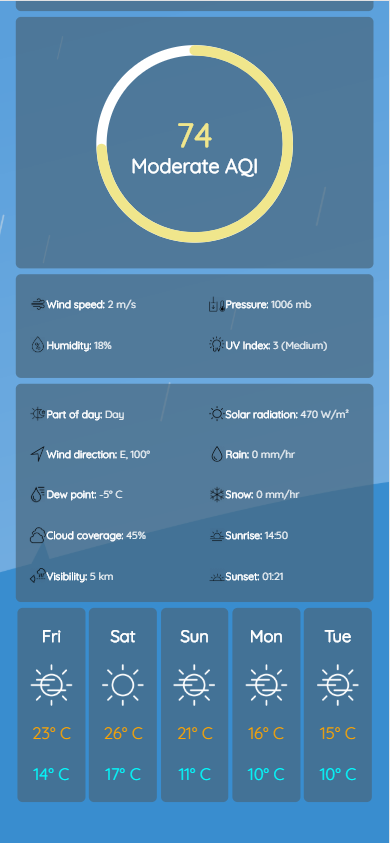 74
Moderate AQI
Wind speed: 2 m/s
Pressure: 1006 mb
Humidity: 18%
UV Index: 3 (Medium)
Part of day: Day
Solar radiation: 470 W/m²
Wind direction: E, 100°
Rain: 0 mm/hr
Dew point: -5° C
Snow: 0 mm/hr
Cloud coverage: 45%
Sunrise: 14:50
Visibility: 5 km
Sunset: 01:21
Fri Sat Sun Mon Tue
23° C 26° C 21° C 16° C 15° C
14° C 17° C 11° C 10° C 10° C